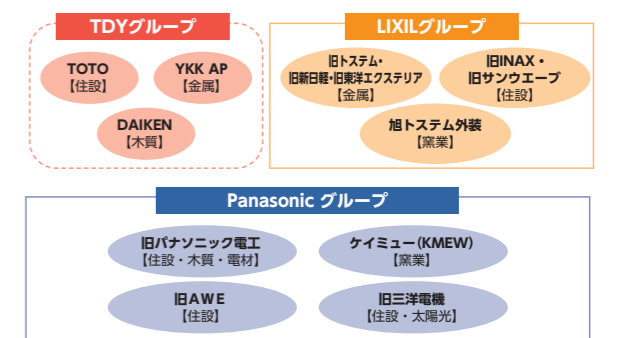 TDYグループ
TOTO
【住設】
YKK AP
【金属】
DAIKEN
【木質】
LIXILグループ
旧トステム・
旧新日軽・旧東洋エクステリア
【金属】
旧INAX・
旧サンウエーブ
【住設】
旭トステム外装
【窯業】
Panasonic グループ
旧パナソニック電工
【住設・木質・電材】
ケイミュー（KMEW）
【窯業】
旧AWE
【住設】
旧三洋電機
【住設・太陽光】